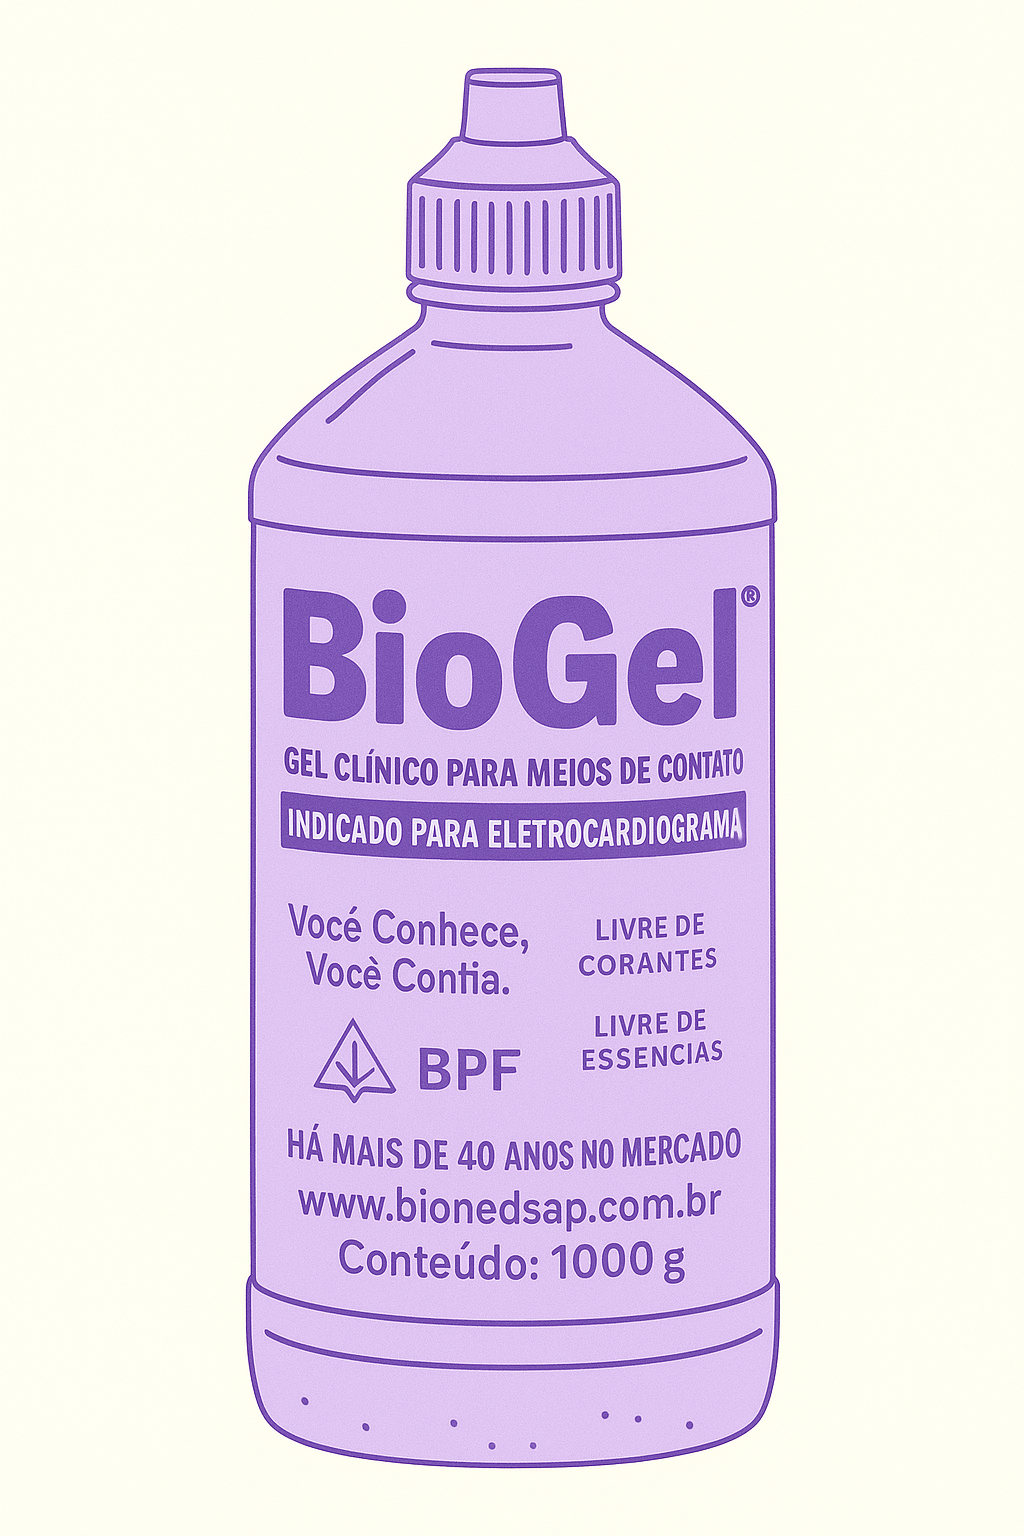 BioGel®
GEL CLÍNICO PARA MEIOS DE CONTATO
INDICADO PARA ELETROCARDIOGRAMA
Vocé Conhece,
Vocè Contia.
LIVRE DE
CORANTES
LIVRE DE
ESSENCIAS
BPF
HÁ MAIS DE 40 ANOS NO MERCADO
www.bionedsap.com.br
Conteúdo: 1000 g